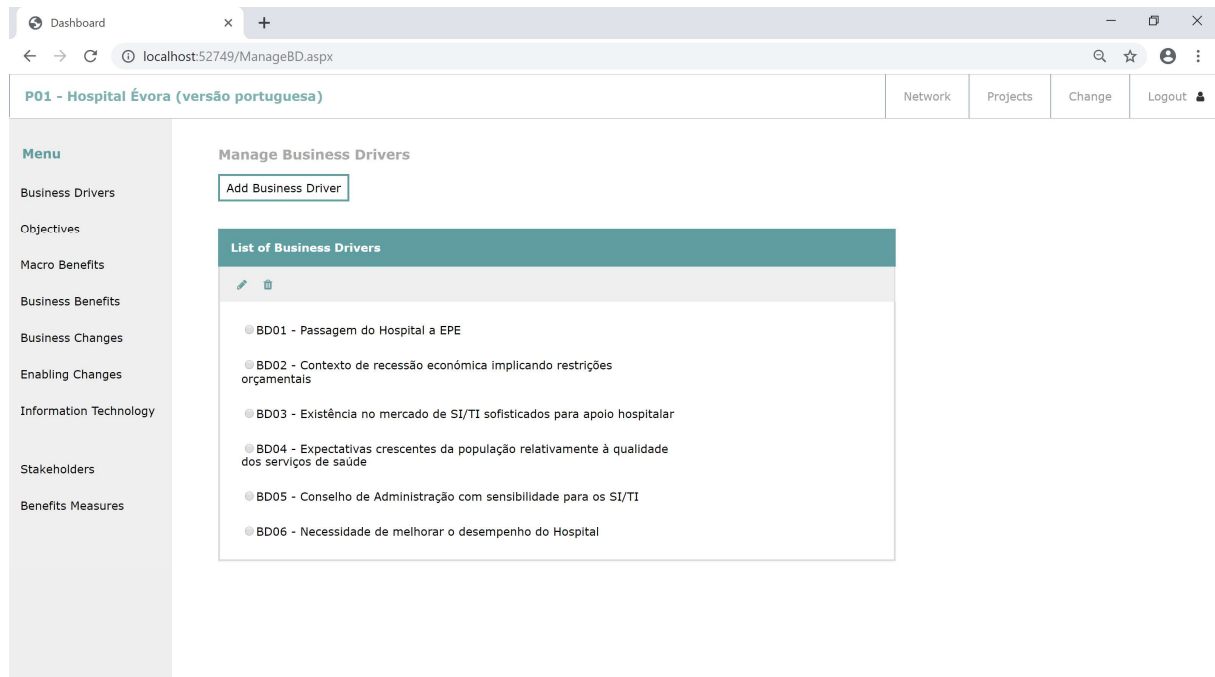 Dashboard
localhost:52749/ManageBD.aspx
P01 - Hospital Évora (versão portuguesa)
Network
Projects
Change
Logout
Menu
Business Drivers
Objectives
Macro Benefits
Business Benefits
Business Changes
Enabling Changes
Information Technology
Stakeholders
Benefits Measures
Manage Business Drivers
Add Business Driver
List of Business Drivers
BD01 - Passagem do Hospital a EPE
BD02 - Contexto de recessão económica implicando restrições
orçamentais
BD03 - Existência no mercado de SI/TI sofisticados para apoio hospitalar
BD04 - Expectativas crescentes da população relativamente à qualidade
dos serviços de saúde
BD05 - Conselho de Administração com sensibilidade para os SI/TI
BD06 - Necessidade de melhorar o desempenho do Hospital